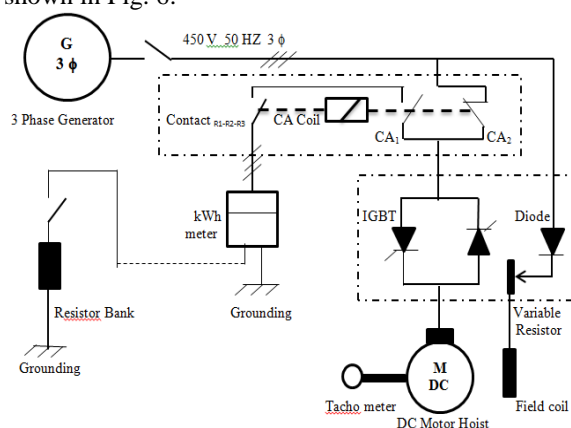 shown in Fig. 6.
G
3 ϕ
450 V 50 HZ 3 ϕ
3 Phase Generator
Contact R1-R2-R3
CA Coil
CA1
CA2
kWh
meter
IGBT
Diode
Resistor Bank
Grounding
Variable
Resistor
Grounding
M
DC
Tacho meter
Field coil
DC Motor Hoist